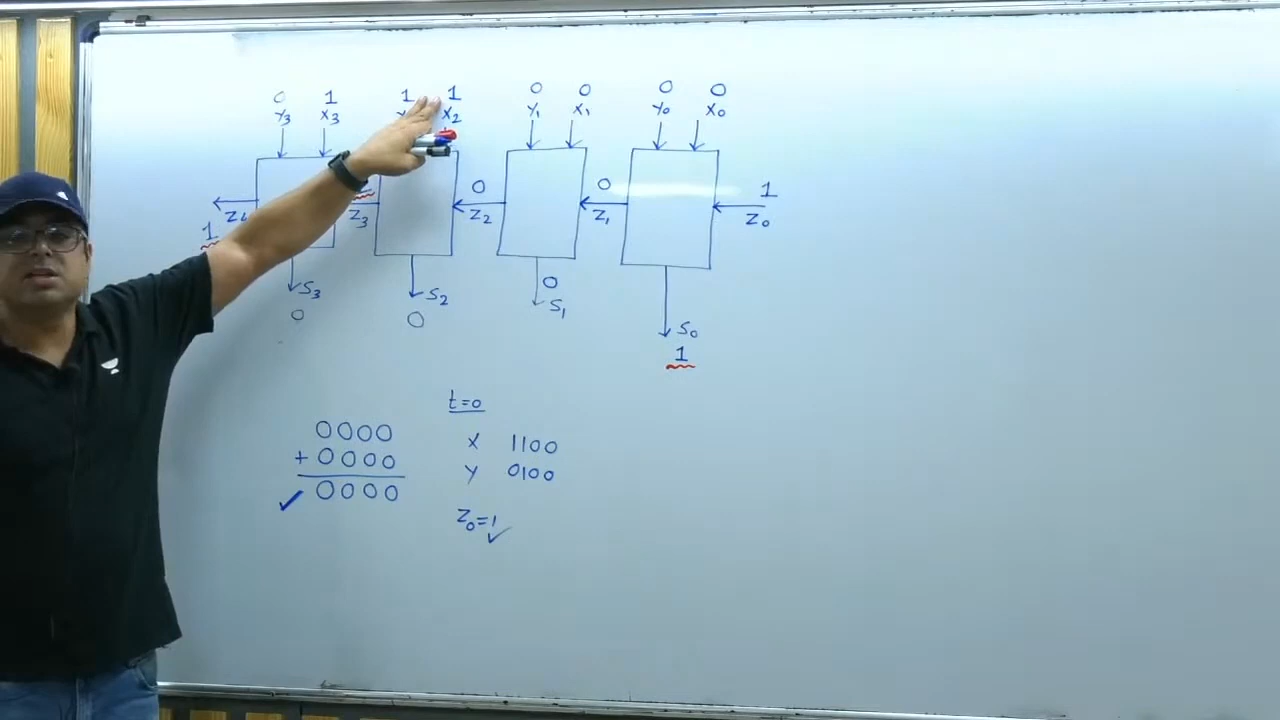 0 1 1 1 0 0 0 0
Y3 X3 X2 Y1 X1 Y0 X0
0 0 1
Z3 Z2 Z1 Z0
1
S3 S2 0 S1 S0
0 0 1
t=0
0000
+ 0000
0000
X 1100
Y 0100
Z0=1